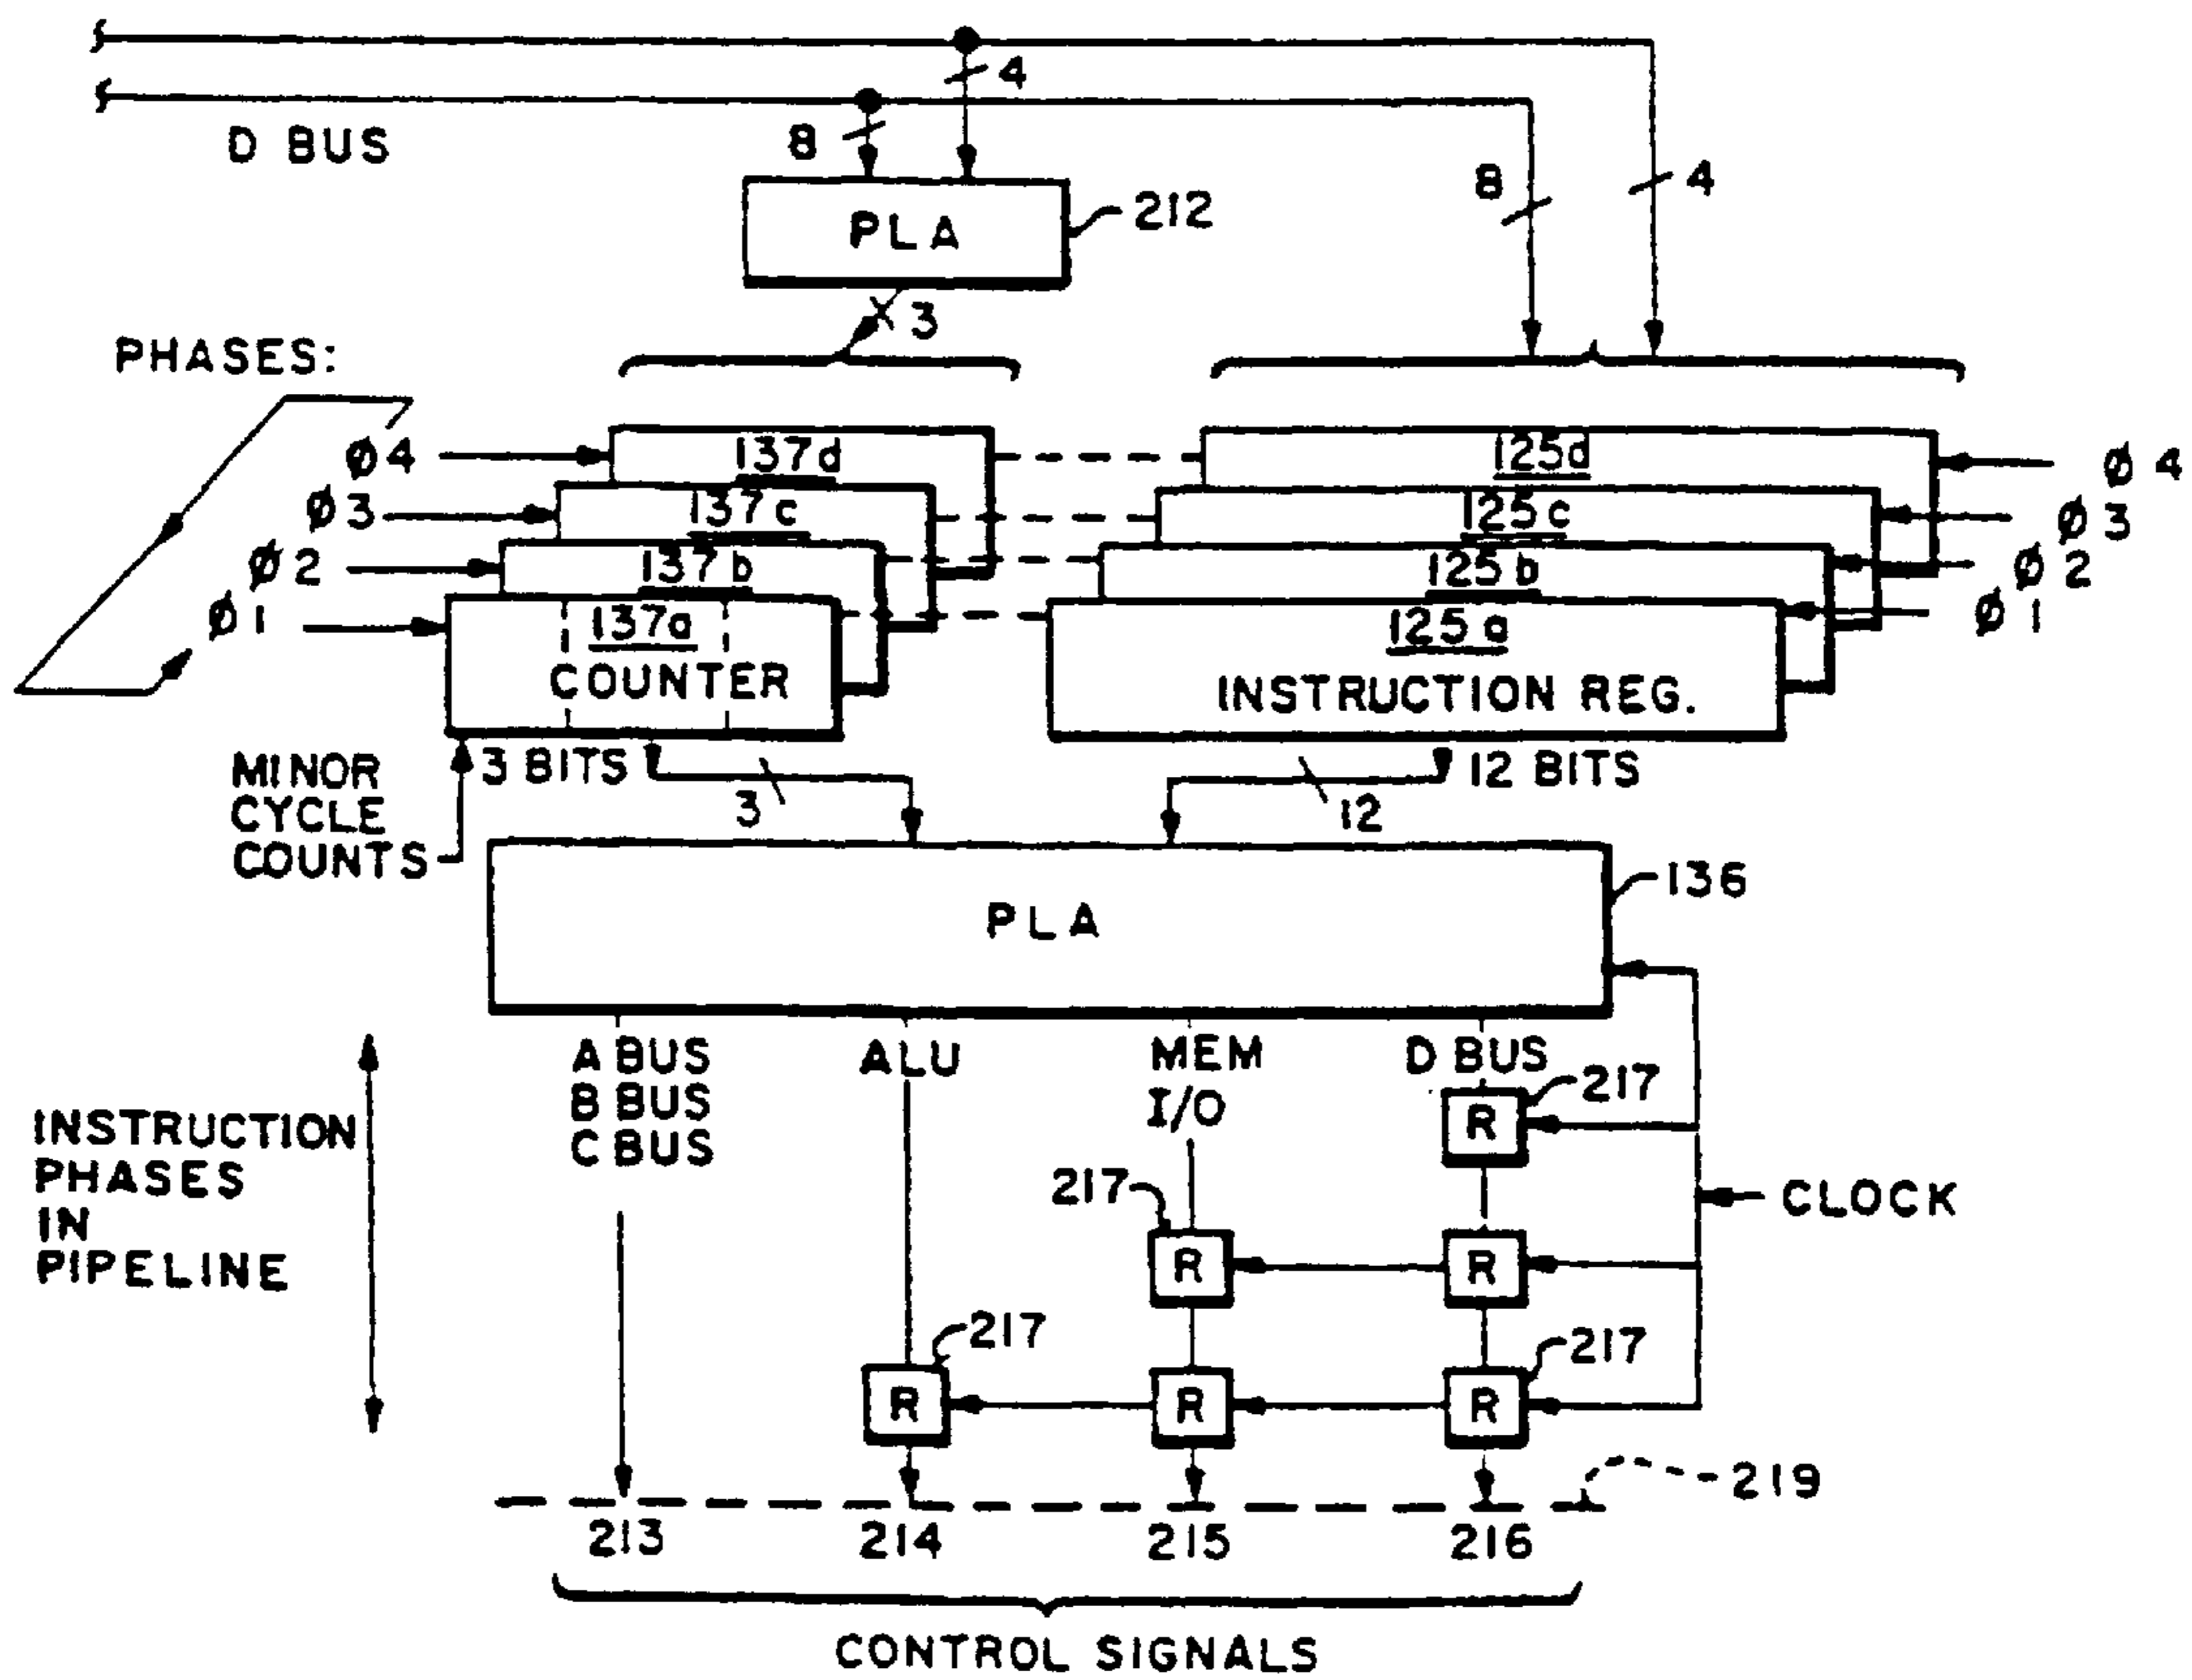 4
D BUS
8
8
4
PLA
212
3
PHASES:
ø4
137d
125d
ø4
ø3
137c
125c
ø3
ø2
137b
125b
ø2
ø1
137a
125a
ø1
COUNTER
INSTRUCTION REG.
MINOR
CYCLE
COUNTS
3 BITS
3
12 BITS
12
PLA
136
A BUS
B BUS
C BUS
ALU
MEM
I/O
D BUS
R
217
INSTRUCTION
PHASES
IN
PIPELINE
217
R
R
CLOCK
217
217
R
R
R
219
213
214
215
216
CONTROL SIGNALS